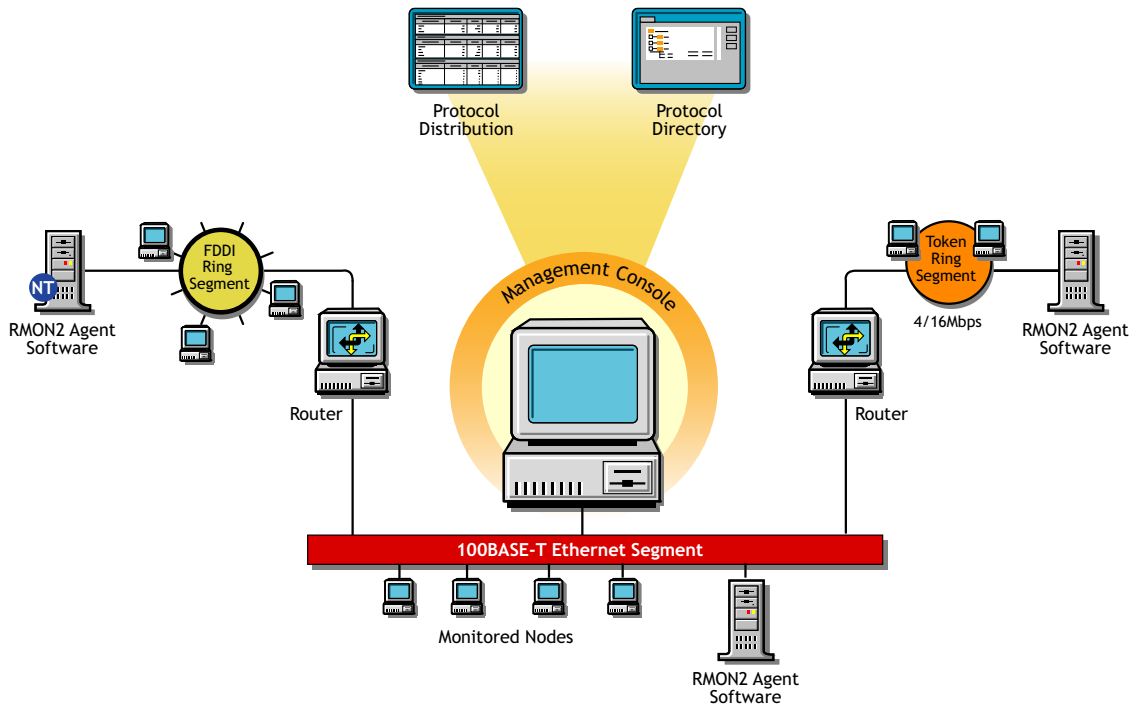 Protocol
Distribution
Protocol
Directory
FDDI
Ring
Segment
NT
RMON2 Agent
Software
Router
Management Console
Token
Ring
Segment
4/16Mbps
RMON2 Agent
Software
Router
100BASE-T Ethernet Segment
Monitored Nodes
RMON2 Agent
Software